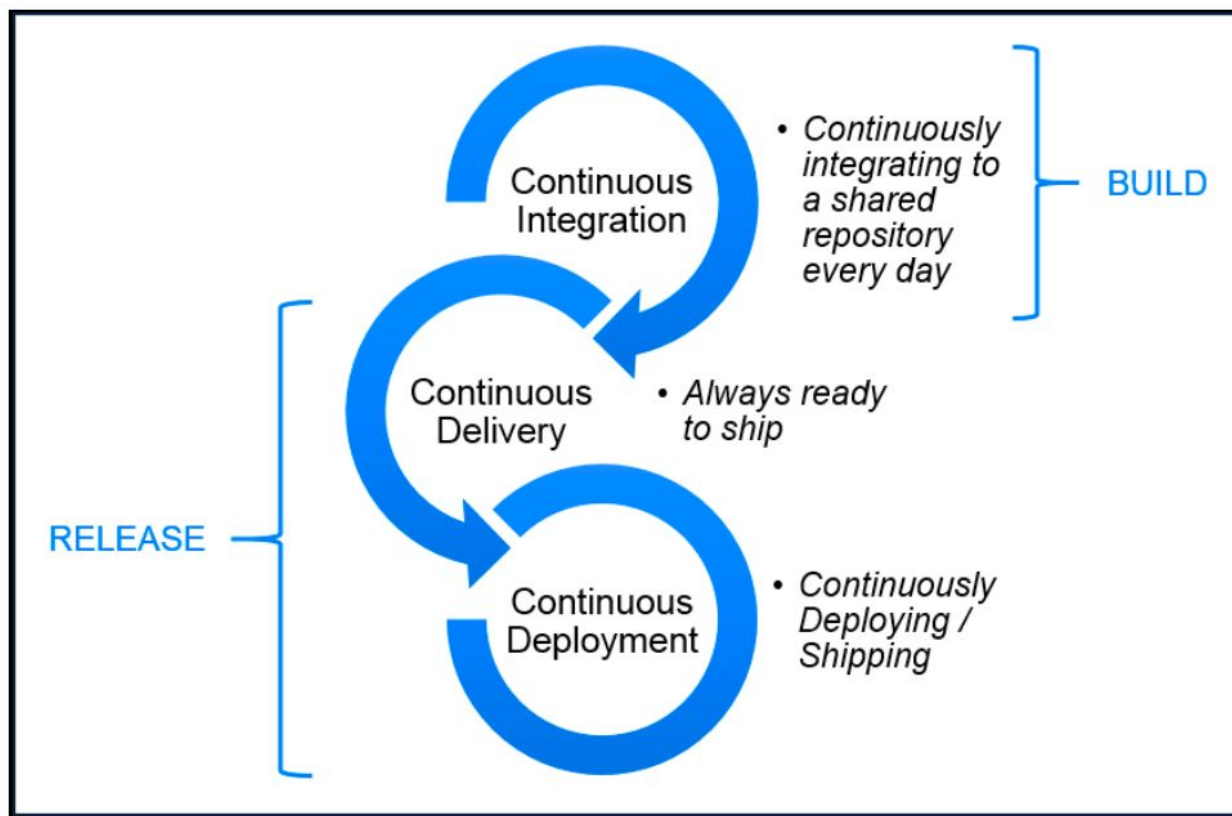 Continuous
Integration
• Continuously
integrating to
a shared
repository
every day
BUILD
Continuous
Delivery
• Always ready
to ship
RELEASE
Continuous
Deployment
• Continuously
Deploying /
Shipping